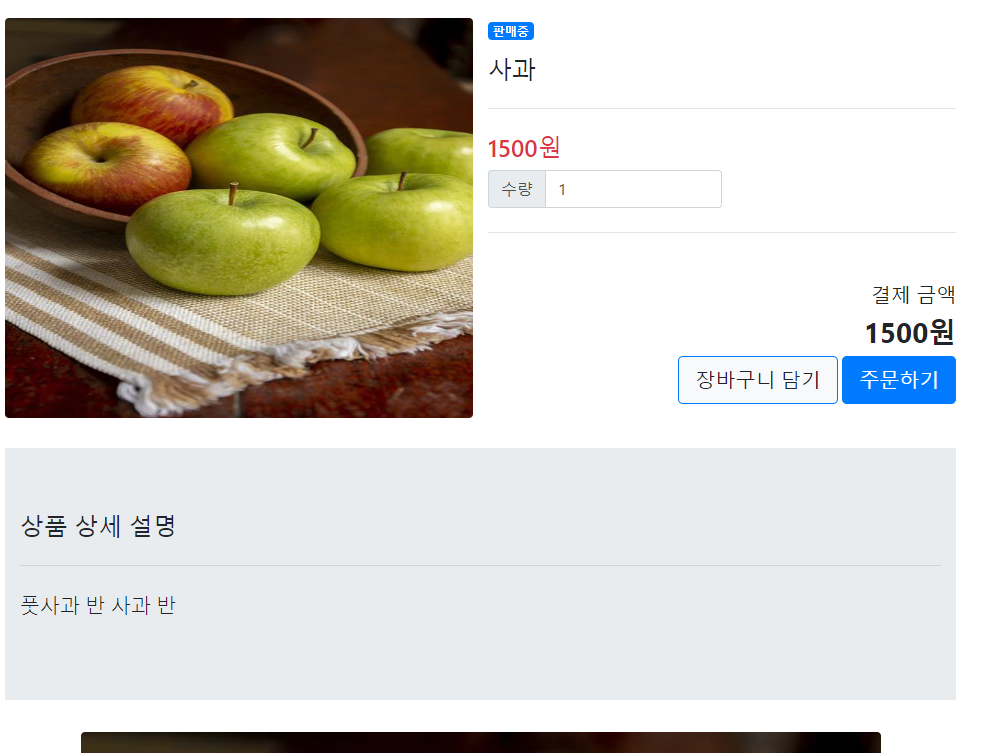 판매중
사과
1500원
수량 1
결제 금액
1500원
장바구니 담기 주문하기
상품 상세 설명
풋사과 반 사과 반